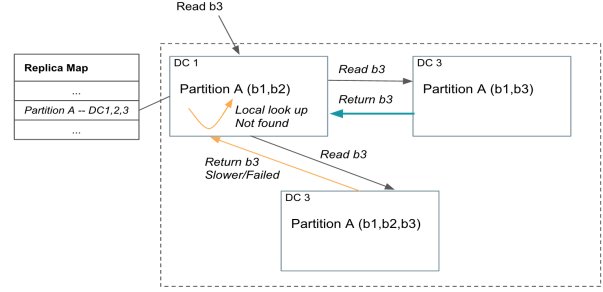 Read b3
Replica Map
...
Partition A -- DC1,2,3
...
DC 1
Partition A (b1,b2)
Local look up
Not found
Read b3
Return b3
DC 3
Partition A (b1,b3)
Return b3
Slower/Failed
Read b3
DC 3
Partition A (b1,b2,b3)